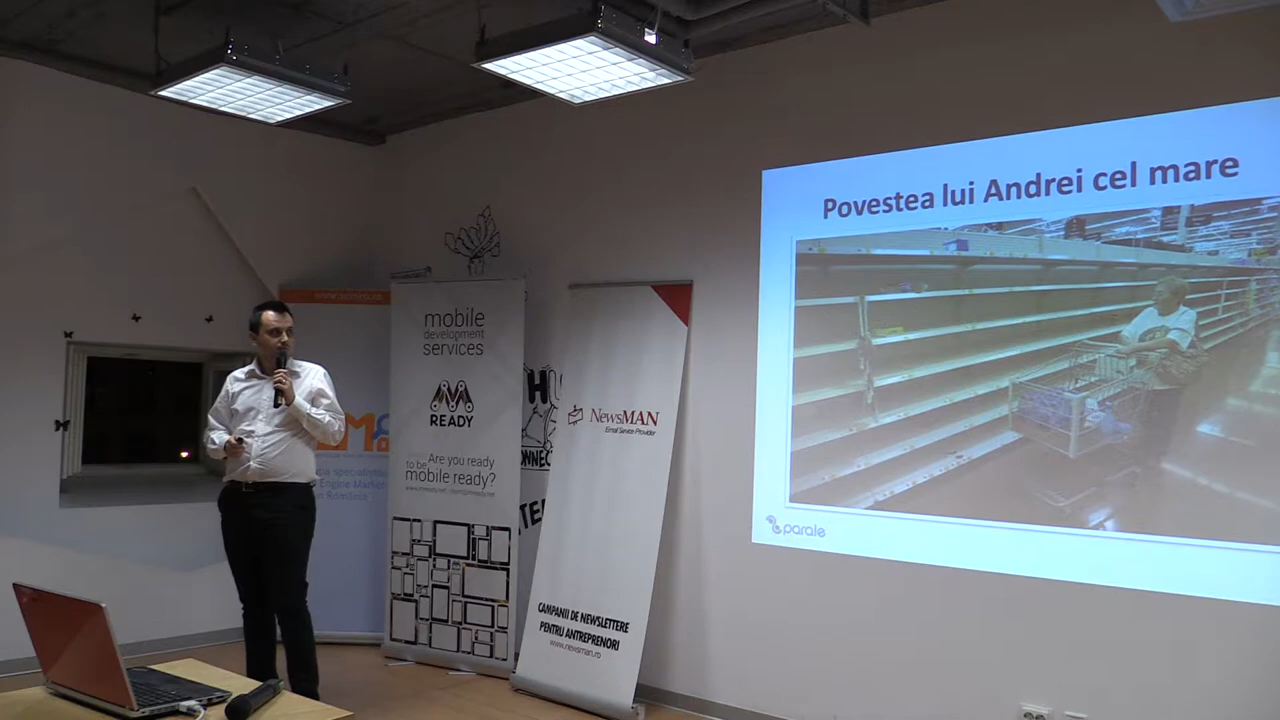 Povestea lui Andrei cel mare
parale
mobile
development
services
READY
Are you ready
to be
mobile ready?
NewsMAN
Email Service Provider
CAMPANII DE NEWSLETTERE
PENTRU ANTREPRENORI
www.newsman.ro